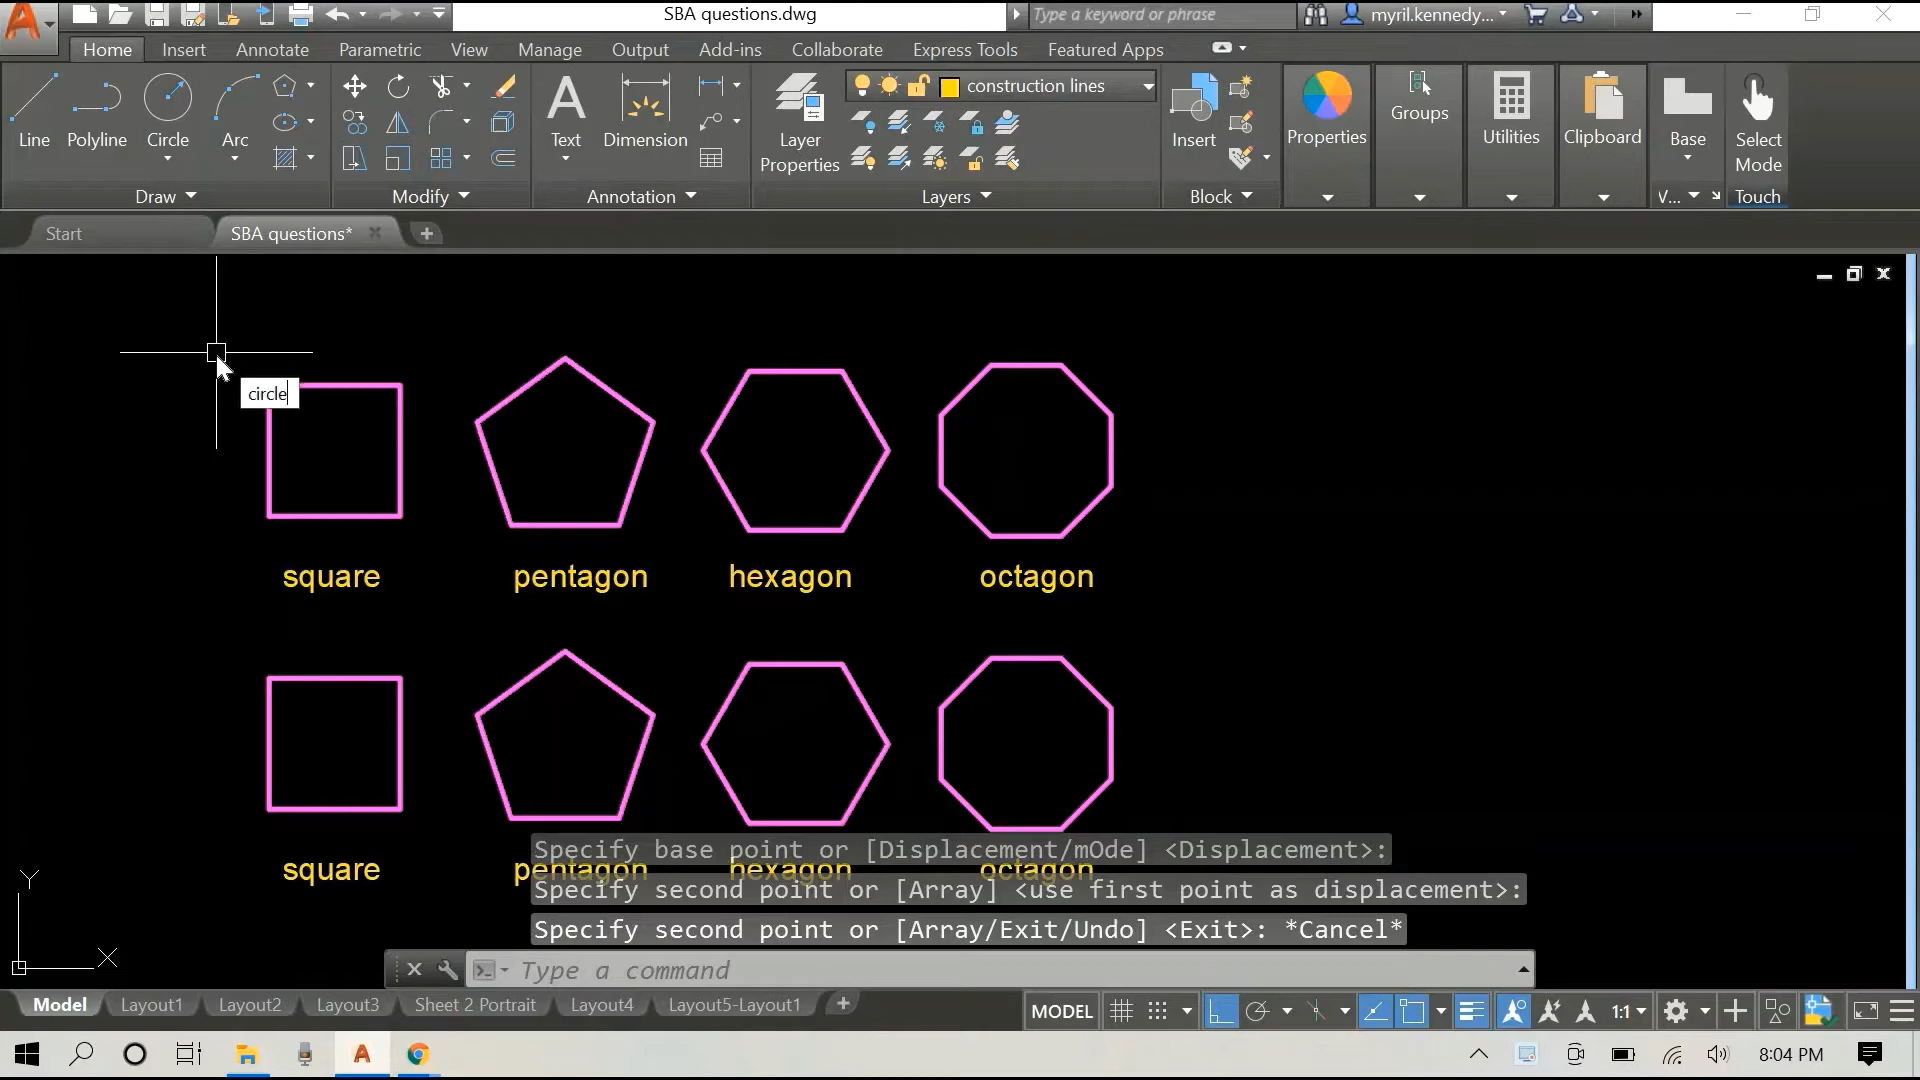 SBA questions.dwg
Type a keyword or phrase
myril.kennedy...
Home Insert Annotate Parametric View Manage Output Add-ins Collaborate Express Tools Featured Apps
construction lines
Line Polyline Circle Arc
Text Dimension
Layer Properties
Insert
Properties Groups Utilities Clipboard Base
Select Mode
Draw Modify Annotation Layers Block V... Touch
Start SBA questions*
circle
square pentagon hexagon octagon
square pentagon hexagon octagon
Specify base point or [Displacement/mOde] <Displacement>:
Specify second point or [Array] <use first point as displacement>:
Specify second point or [Array/Exit/Undo] <Exit>: *Cancel*
Type a command
Y
X
Model Layout1 Layout2 Layout3 Sheet 2 Portrait Layout4 Layout5-Layout1
MODEL 1:1
8:04 PM